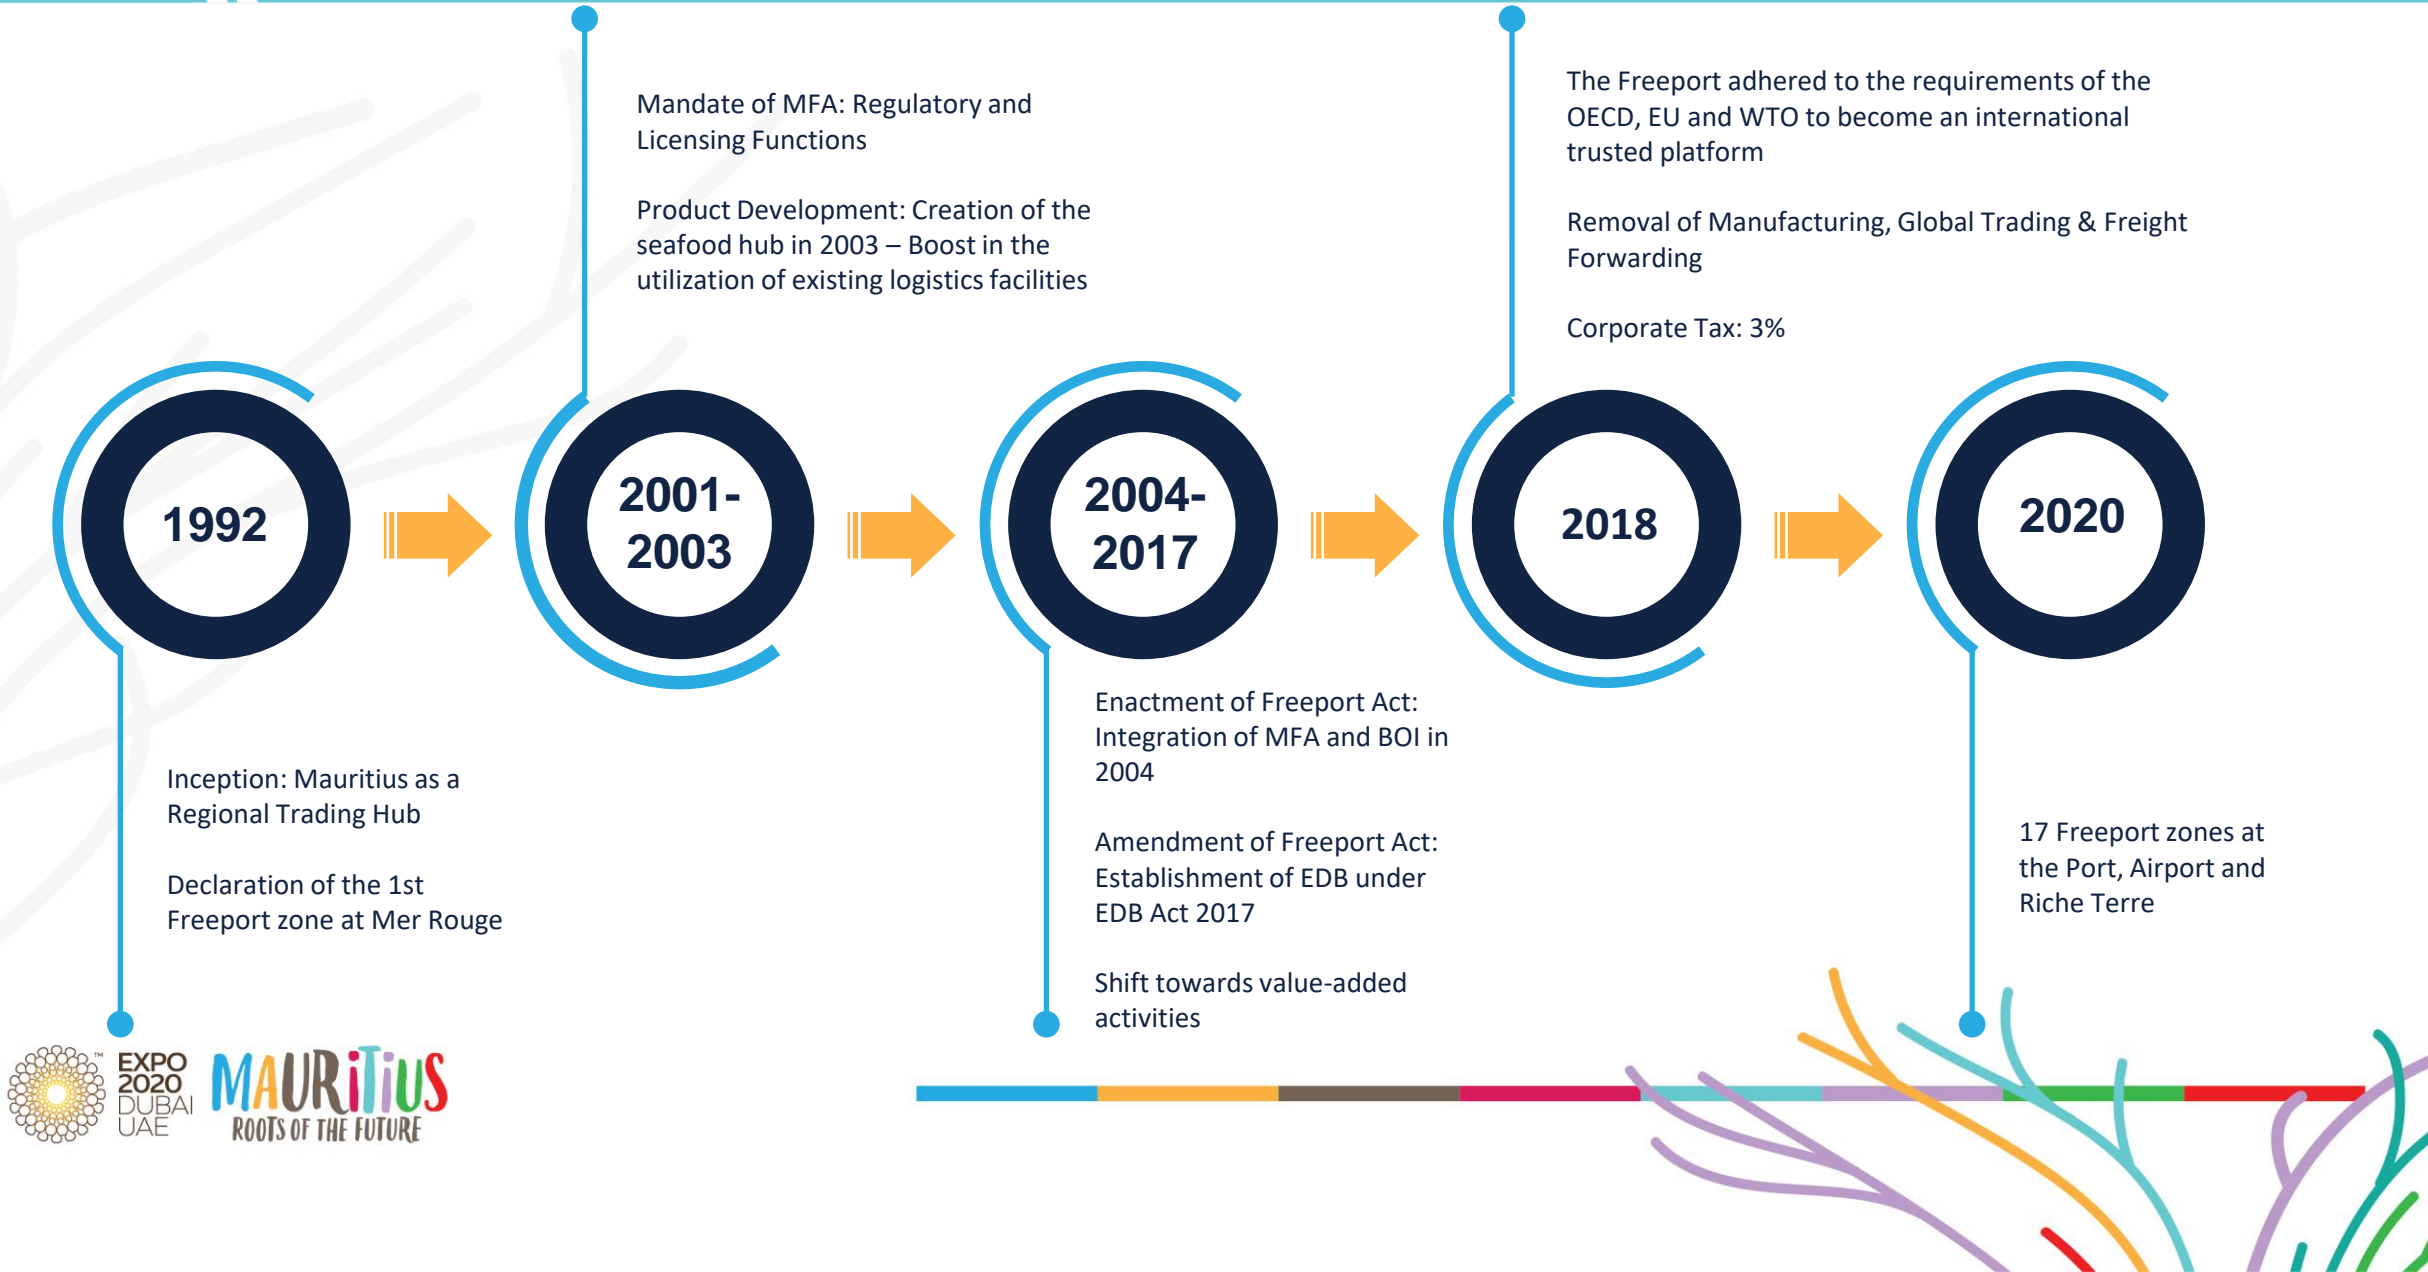 1992
Inception: Mauritius as a
Regional Trading Hub
Declaration of the 1st
Freeport zone at Mer Rouge
2001-
2003
Mandate of MFA: Regulatory and
Licensing Functions
Product Development: Creation of the
seafood hub in 2003 – Boost in the
utilization of existing logistics facilities
2004-
2017
Enactment of Freeport Act:
Integration of MFA and BOI in
2004
Amendment of Freeport Act:
Establishment of EDB under
EDB Act 2017
Shift towards value-added
activities
2018
The Freeport adhered to the requirements of the
OECD, EU and WTO to become an international
trusted platform
Removal of Manufacturing, Global Trading & Freight
Forwarding
Corporate Tax: 3%
2020
17 Freeport zones at
the Port, Airport and
Riche Terre
™
EXPO
2020
DUBAI
UAE
MAURiTiUS
ROOTS OF THE FUTURE